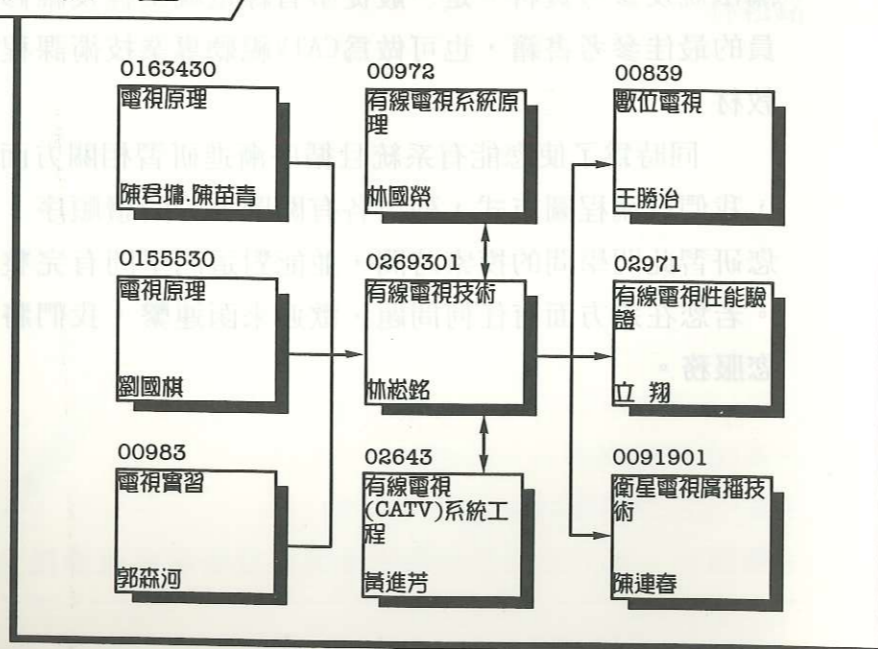 0163430
電視原理
陳君墉.陳苗青
00972
有線電視系統原
理
林國榮
00839
數位電視
王勝治
0155530
電視原理
劉國棋
0269301
有線電視技術
林崧銘
02971
有線電視性能驗
證
立 翔
00983
電視實習
郭森河
02643
有線電視
(CATV)系統工
程
黃進芳
0091901
衛星電視廣播技
術
陳連春